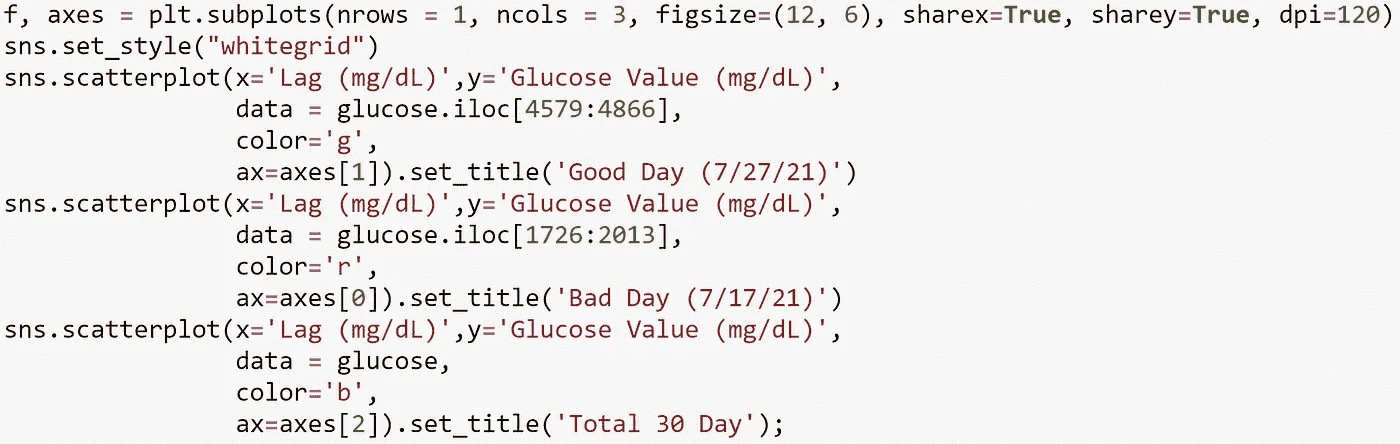 f, axes = plt.subplots(nrows = 1, ncols = 3, figsize=(12, 6), sharex=True, sharey=True, dpi=120)
sns.set_style("whitegrid")
sns.scatterplot(x='Lag (mg/dL)',y='Glucose Value (mg/dL)',
                data = glucose.iloc[4579:4866],
                color='g',
                ax=axes[1]).set_title('Good Day (7/27/21)')
sns.scatterplot(x='Lag (mg/dL)',y='Glucose Value (mg/dL)',
                data = glucose.iloc[1726:2013],
                color='r',
                ax=axes[0]).set_title('Bad Day (7/17/21)')
sns.scatterplot(x='Lag (mg/dL)',y='Glucose Value (mg/dL)',
                data = glucose,
                color='b',
                ax=axes[2]).set_title('Total 30 Day');